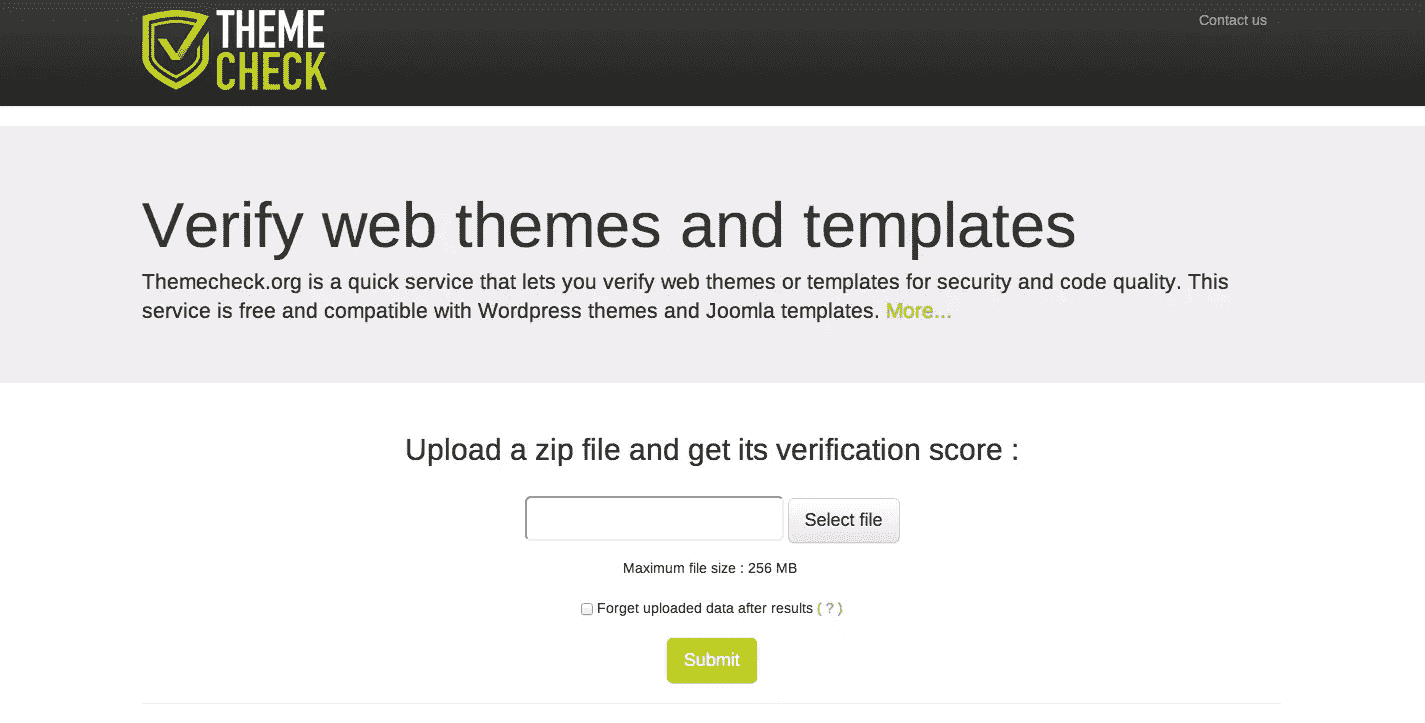 THEME
CHECK
Contact us
Verify web themes and templates
Themecheck.org is a quick service that lets you verify web themes or templates for security and code quality. This
service is free and compatible with Wordpress themes and Joomla templates. More...
Upload a zip file and get its verification score :
Select file
Maximum file size : 256 MB
Forget uploaded data after results ( ? )
Submit